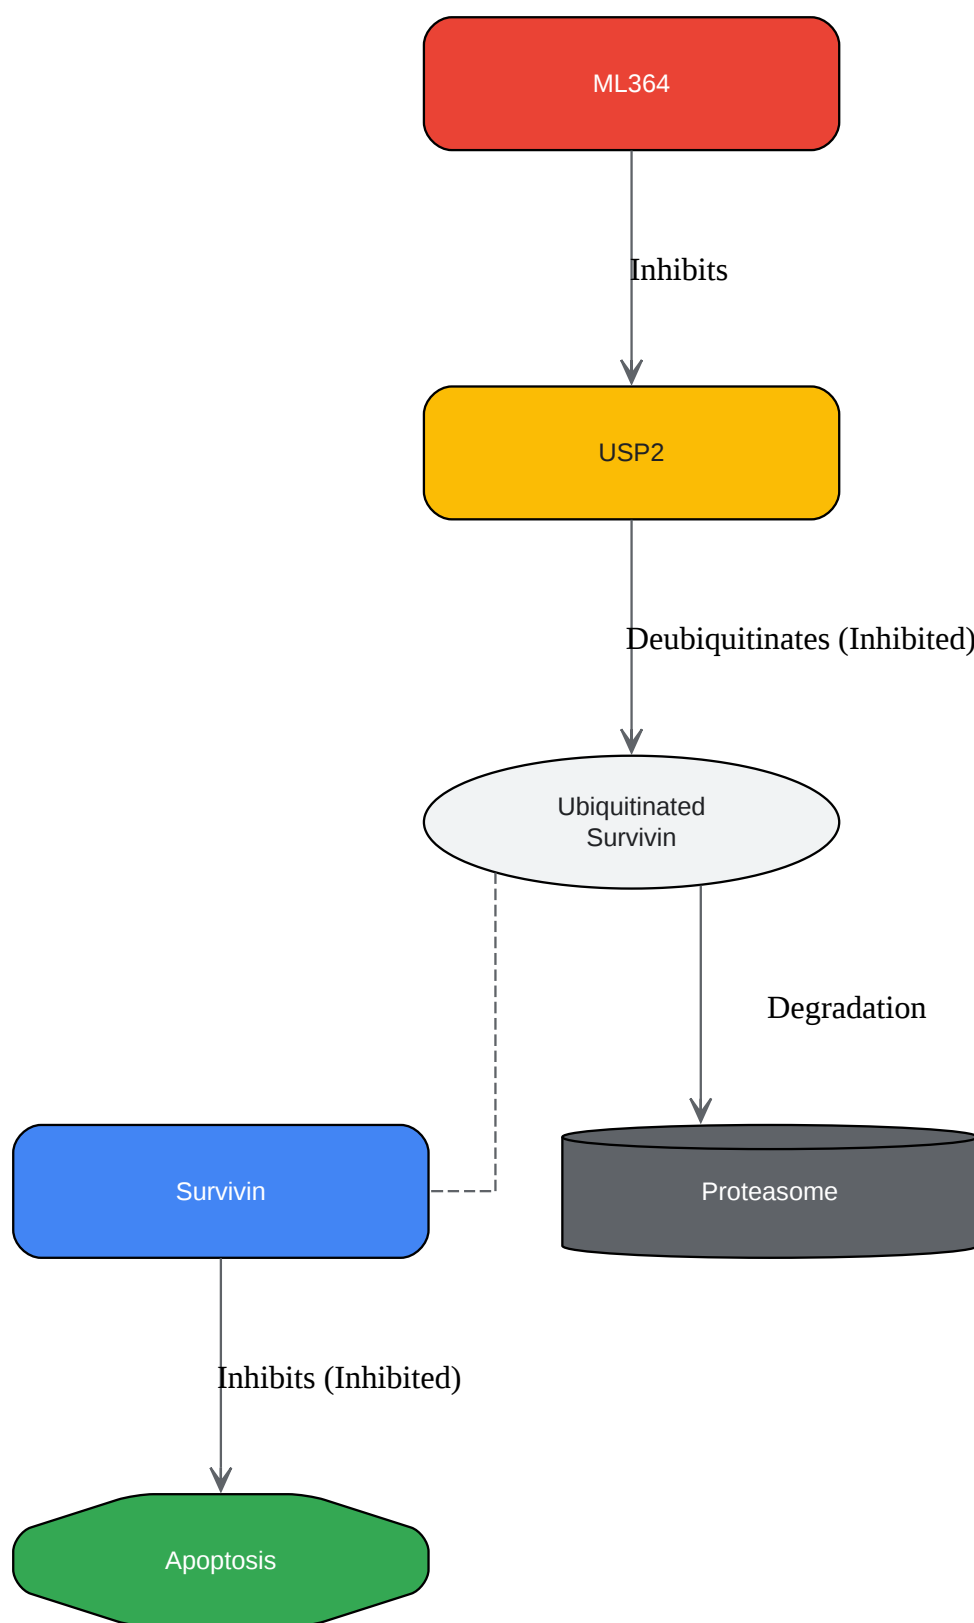 ML364
Inhibits
USP2
Deubiquitinates (Inhibited)
Ubiquitinated
Survivin
Degradation
Survivin
Proteasome
Inhibits (Inhibited)
Apoptosis